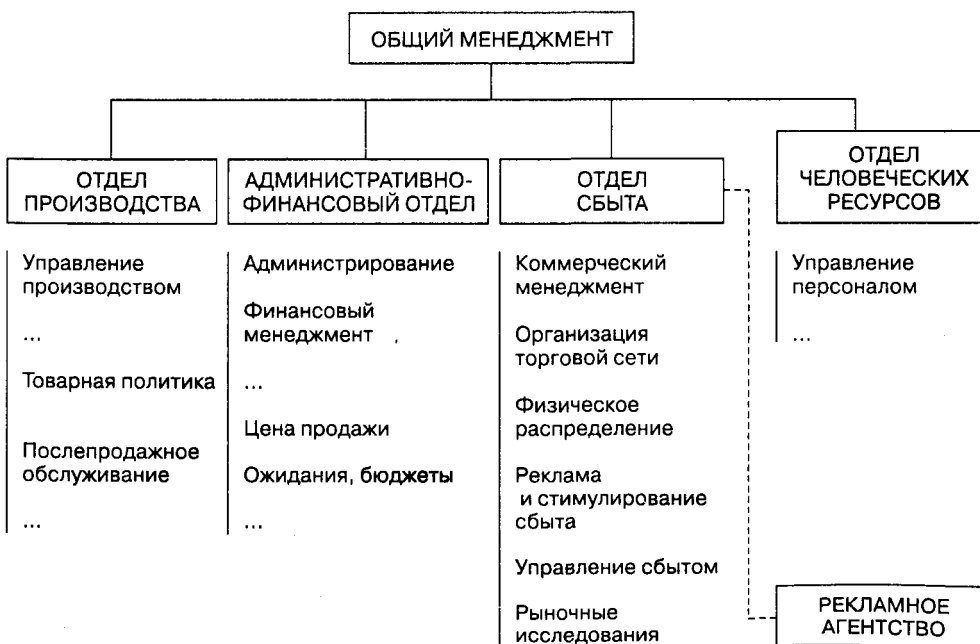 ОБЩИЙ МЕНЕДЖМЕНТ
ОТДЕЛ
ПРОИЗВОДСТВА
АДМИНИСТРАТИВНО-
ФИНАНСОВЫЙ ОТДЕЛ
ОТДЕЛ
СБЫТА
ОТДЕЛ
ЧЕЛОВЕЧЕСКИХ
РЕСУРСОВ
Управление
производством
...
Товарная политика
Послепродажное
обслуживание
...
Администрирование
Финансовый
менеджмент
...
Цена продажи
Ожидания, бюджеты
...
Коммерческий
менеджмент
Организация
торговой сети
Физическое
распределение
Реклама
и стимулирование
сбыта
Управление сбытом
Рыночные
исследования
Управление
персоналом
...
РЕКЛАМНОЕ
АГЕНТСТВО